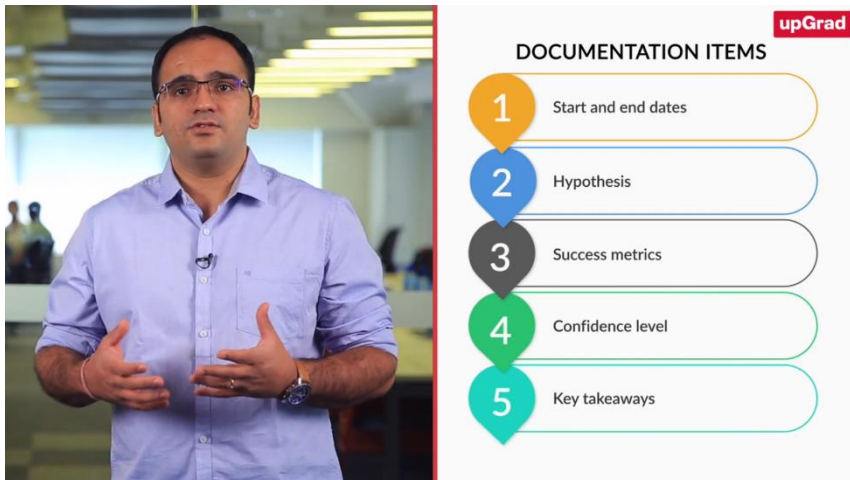 upGrad
DOCUMENTATION ITEMS
1 Start and end dates
2 Hypothesis
3 Success metrics
4 Confidence level
5 Key takeaways